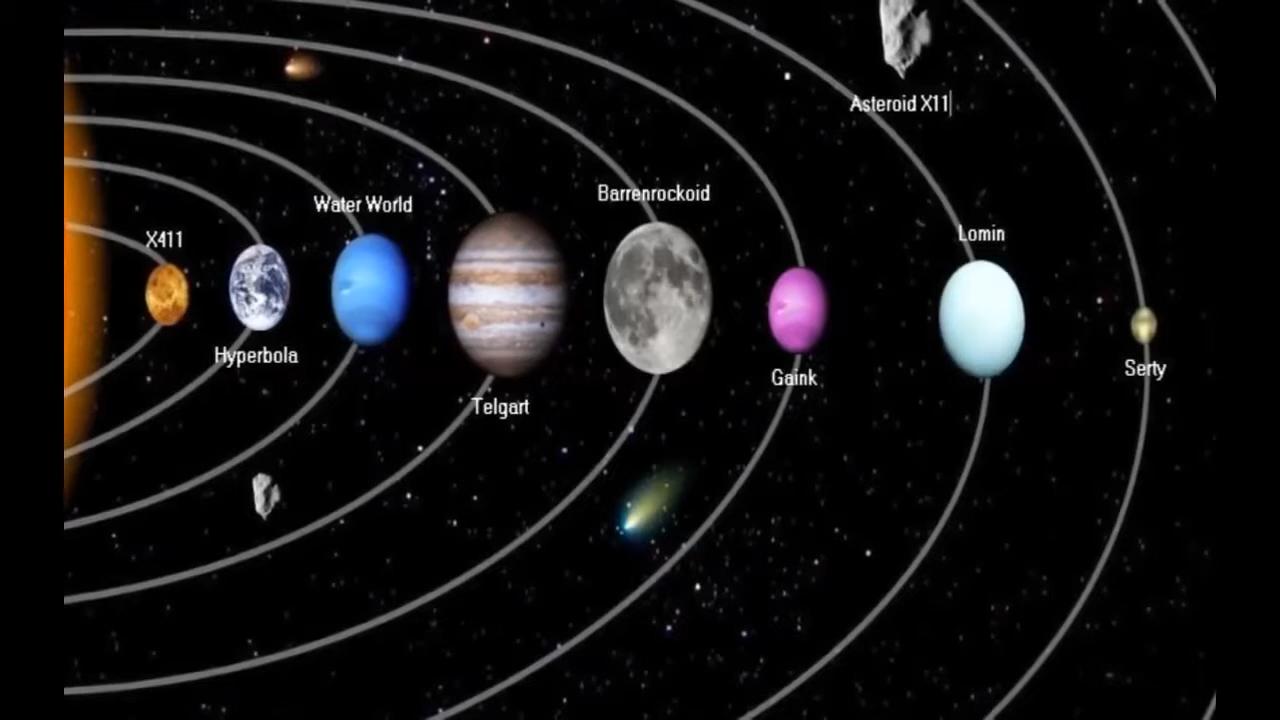 Asteroid X11
Barrenrockoid
Water World
X411
Lomin
Hyperbola
Telgart
Gaink
Serty